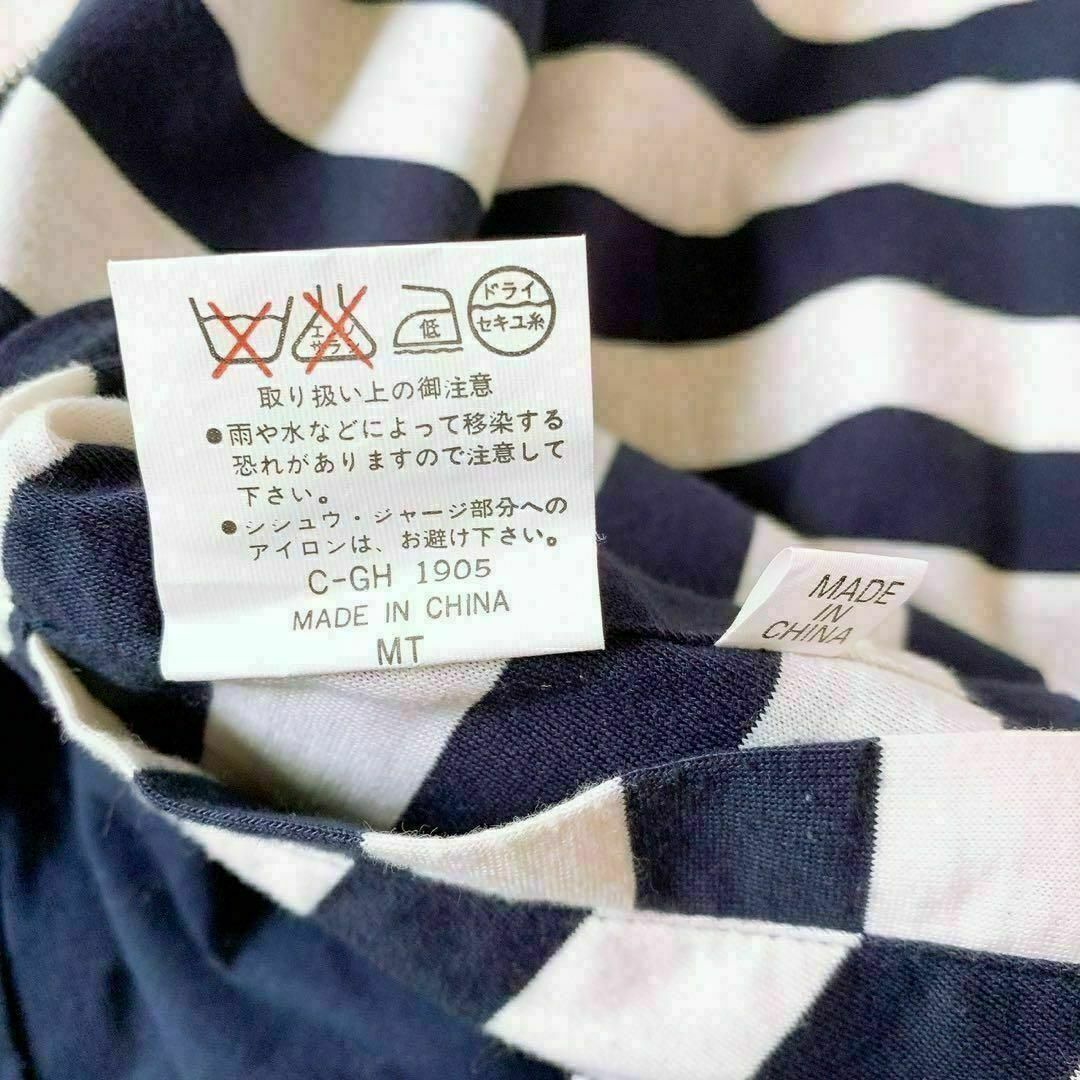 エンソ
サラシ
低
ドライ
セキユ系
取り扱い上の御注意
●雨や水などによって移染する
恐れがありますので注意して
下さい。
●シシュウ・ジャージ部分への
アイロンは、お避け下さい。
C-GH 1905
MADE IN CHINA
MT
MADE
IN
CHINA